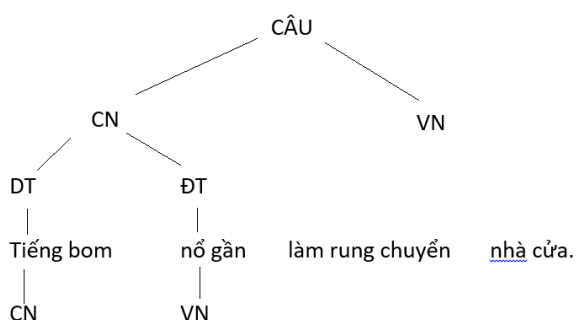 CÂU
CN VN
DT ĐT
Tiếng bom nổ gần làm rung chuyển nhà cửa.
CN VN